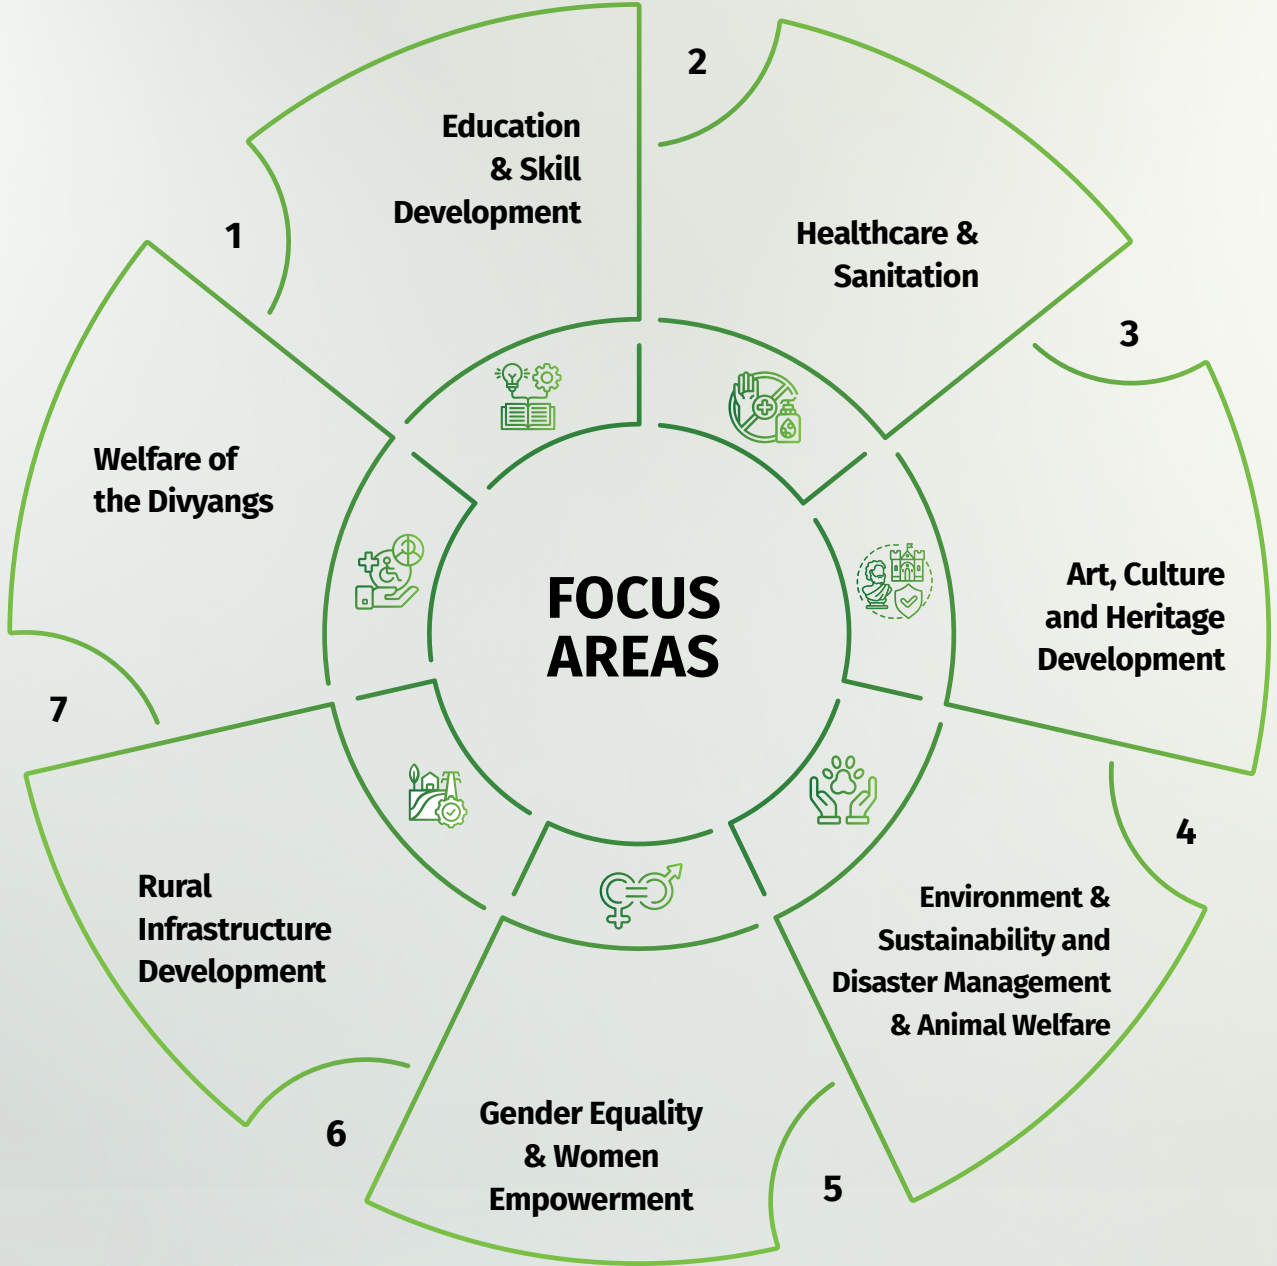 FOCUS
AREAS
1
Education
& Skill
Development
2
Healthcare &
Sanitation
3
Art, Culture
and Heritage
Development
4
Environment &
Sustainability and
Disaster Management
& Animal Welfare
5
Gender Equality
& Women
Empowerment
6
Rural
Infrastructure
Development
7
Welfare of
the Divyangs